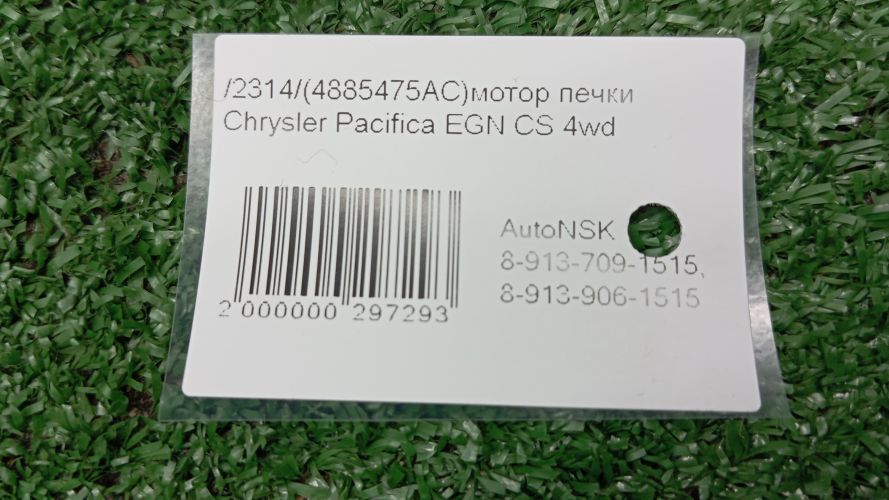 /2314/(4885475AC)мотор печки
Chrysler Pacifica EGN CS 4wd
AutoNSK
8-913-709-1515,
8-913-906-1515
2 000000 297293